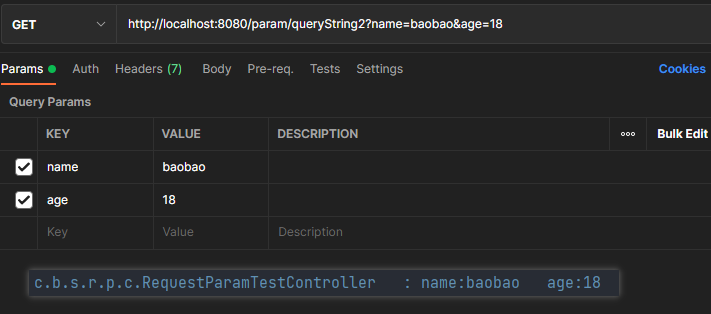 GET http://localhost:8080/param/queryString2?name=baobao&age=18
Params Auth Headers (7) Body Pre-req. Tests Settings Cookies
Query Params
KEY VALUE DESCRIPTION ooo Bulk Edit
name baobao
age 18
Key Value Description
c.b.s.r.p.c.RequestParamTestController : name:baobao age:18